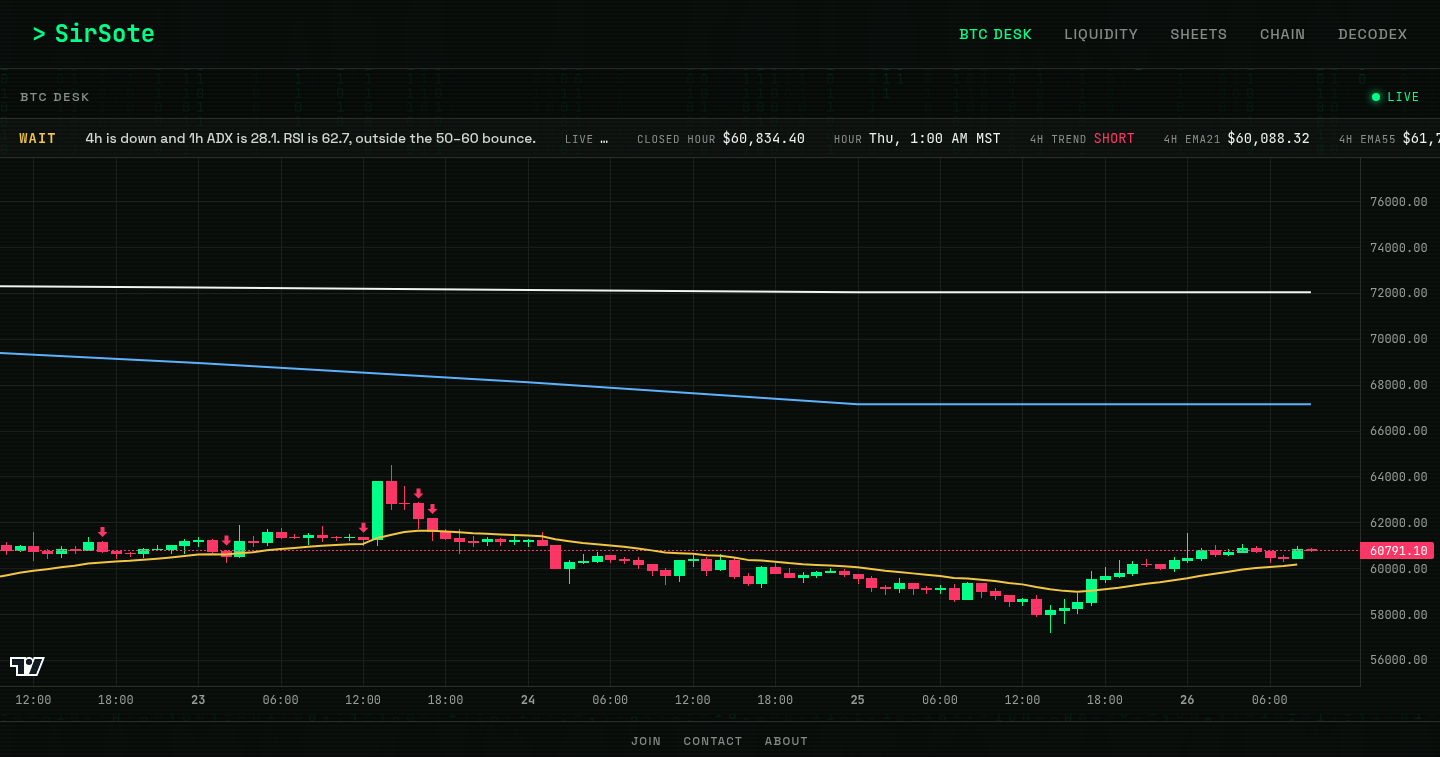 > SirSote
BTC DESK LIQUIDITY SHEETS CHAIN DECODEX
BTC DESK
LIVE
WAIT 4h is down and 1h ADX is 28.1. RSI is 62.7, outside the 50–60 bounce. LIVE … CLOSED HOUR $60,834.40 HOUR Thu, 1:00 AM MST 4H TREND SHORT 4H EMA21 $60,088.32 4H EMA55 $61,7
76000.00
74000.00
72000.00
70000.00
68000.00
66000.00
64000.00
62000.00
60791.10
60000.00
58000.00
56000.00
12:00 18:00 23 06:00 12:00 18:00 24 06:00 12:00 18:00 25 06:00 12:00 18:00 26 06:00
JOIN CONTACT ABOUT